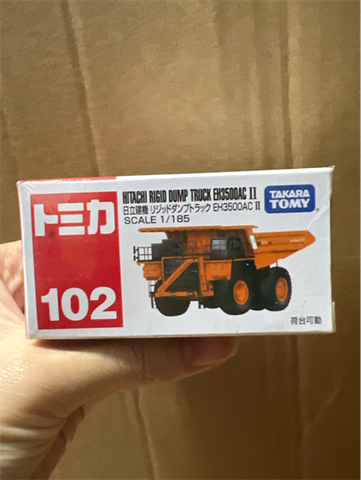 トミカ
102
HITACHI RIGID DUMP TRUCK EH3500AC II
日立建機 リジッドダンプトラック EH3500AC II
SCALE 1/185
TAKARA
TOMY
荷台可動